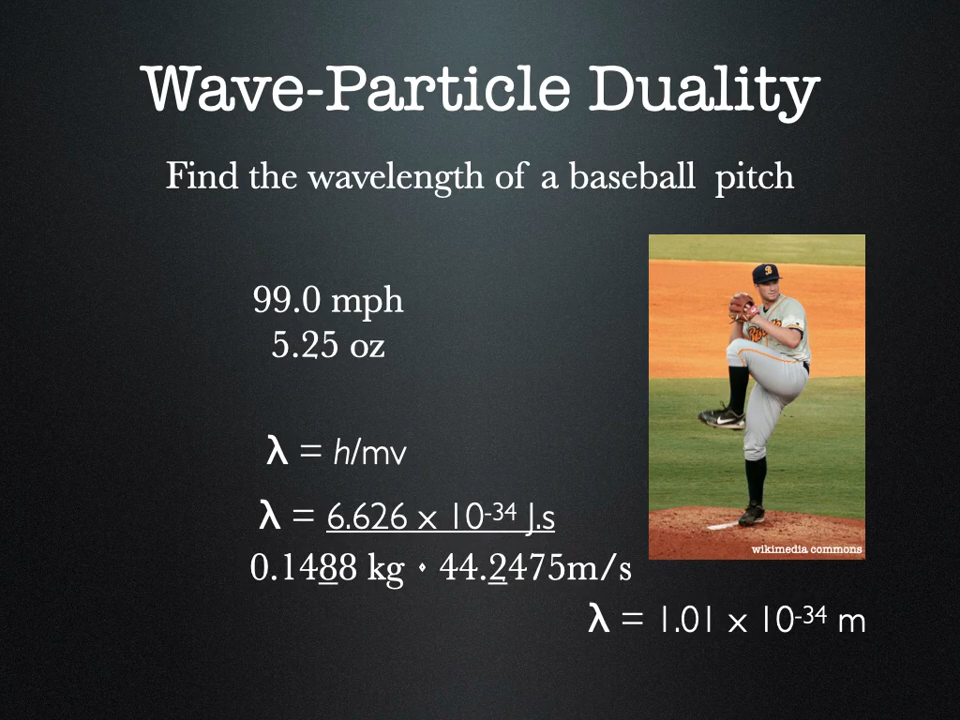 Wave-Particle Duality
Find the wavelength of a baseball pitch
99.0 mph
5.25 oz
λ = h/mv
λ = 6.626 x 10-34 J.s
0.1488 kg ⬪ 44.2475m/s
λ = 1.01 x 10-34 m
B
wikimedia commons